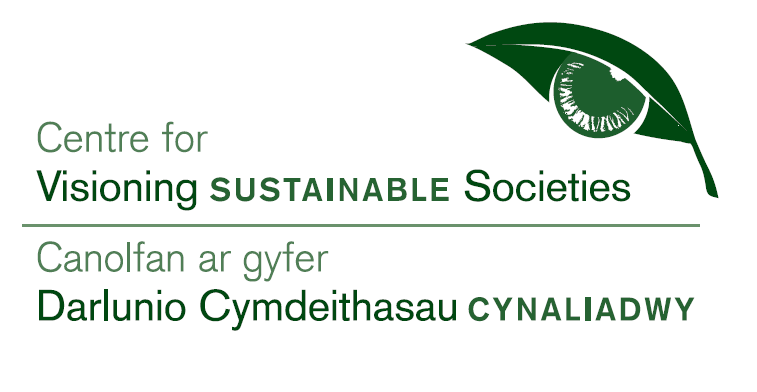 Centre for
Visioning SUSTAINABLE Societies
Canolfan ar gyfer
Darlunio Cymdeithasau CYNALIADWY